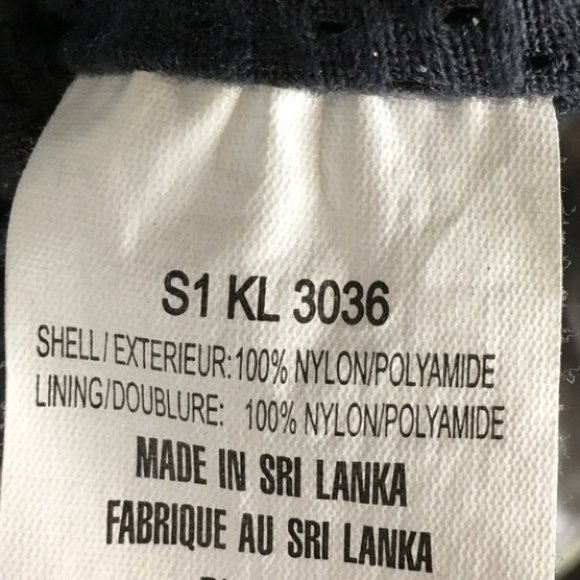 S1 KL 3036
SHELL/EXTERIEUR:100% NYLON/POLYAMIDE
LINING/DOUBLURE: 100% NYLON/POLYAMIDE
MADE IN SRI LANKA
FABRIQUE AU SRI LANKA